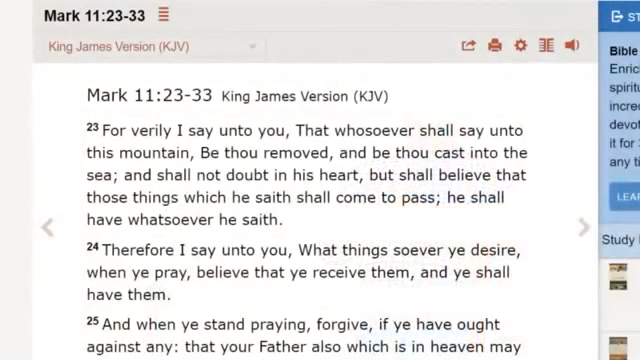 Mark 11:23-33
King James Version (KJV)
Mark 11:23-33 King James Version (KJV)
23 For verily I say unto you, That whosoever shall say unto
this mountain, Be thou removed, and be thou cast into the
sea; and shall not doubt in his heart, but shall believe that
those things which he saith shall come to pass; he shall
have whatsoever he saith.
24 Therefore I say unto you, What things soever ye desire,
when ye pray, believe that ye receive them, and ye shall
have them.
25 And when ye stand praying, forgive, if ye have ought
against any: that your Father also which is in heaven may
ST
Bible
Enric
spirit
incre
devot
it for
any ti
LEAR
Study